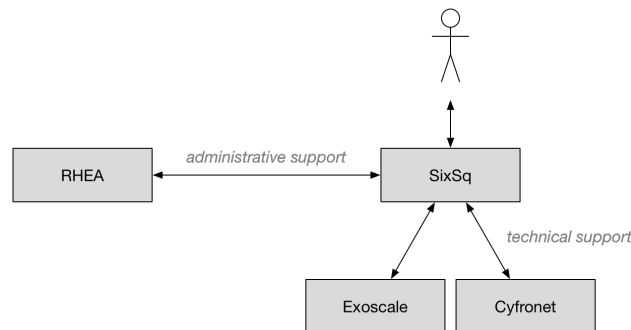 administrative support
RHEA
SixSq
technical support
Exoscale
Cyfronet